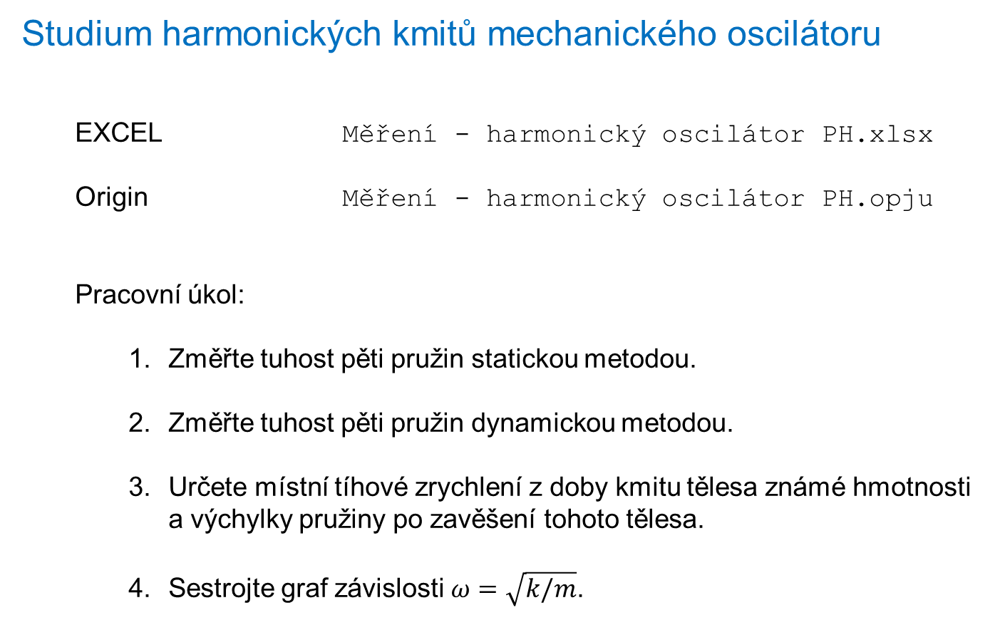 Studium harmonických kmitů mechanického oscilátoru
EXCEL Měření - harmonický oscilátor PH.xlsx
Origin Měření - harmonický oscilátor PH.opju
Pracovní úkol:
1. Změřte tuhost pěti pružin statickou metodou.
2. Změřte tuhost pěti pružin dynamickou metodou.
3. Určete místní tíhové zrychlení z doby kmitu tělesa známé hmotnosti
a výchylky pružiny po zavěšení tohoto tělesa.
4. Sestrojte graf závislosti ω = √k/m.